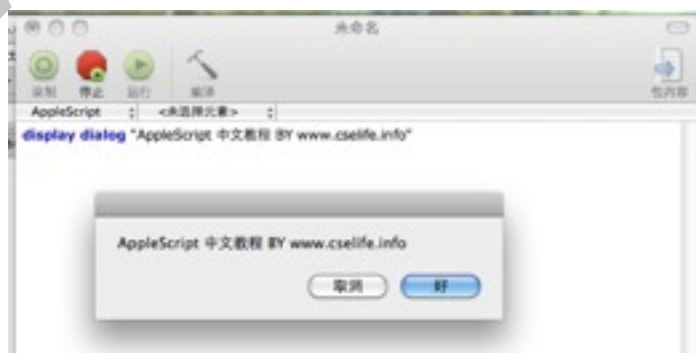 未命名
录制 停止 运行 编译 包内容
AppleScript <未选择元素>
display dialog "AppleScript 中文教程 BY www.cselife.info"
AppleScript 中文教程 BY www.cselife.info
取消 好